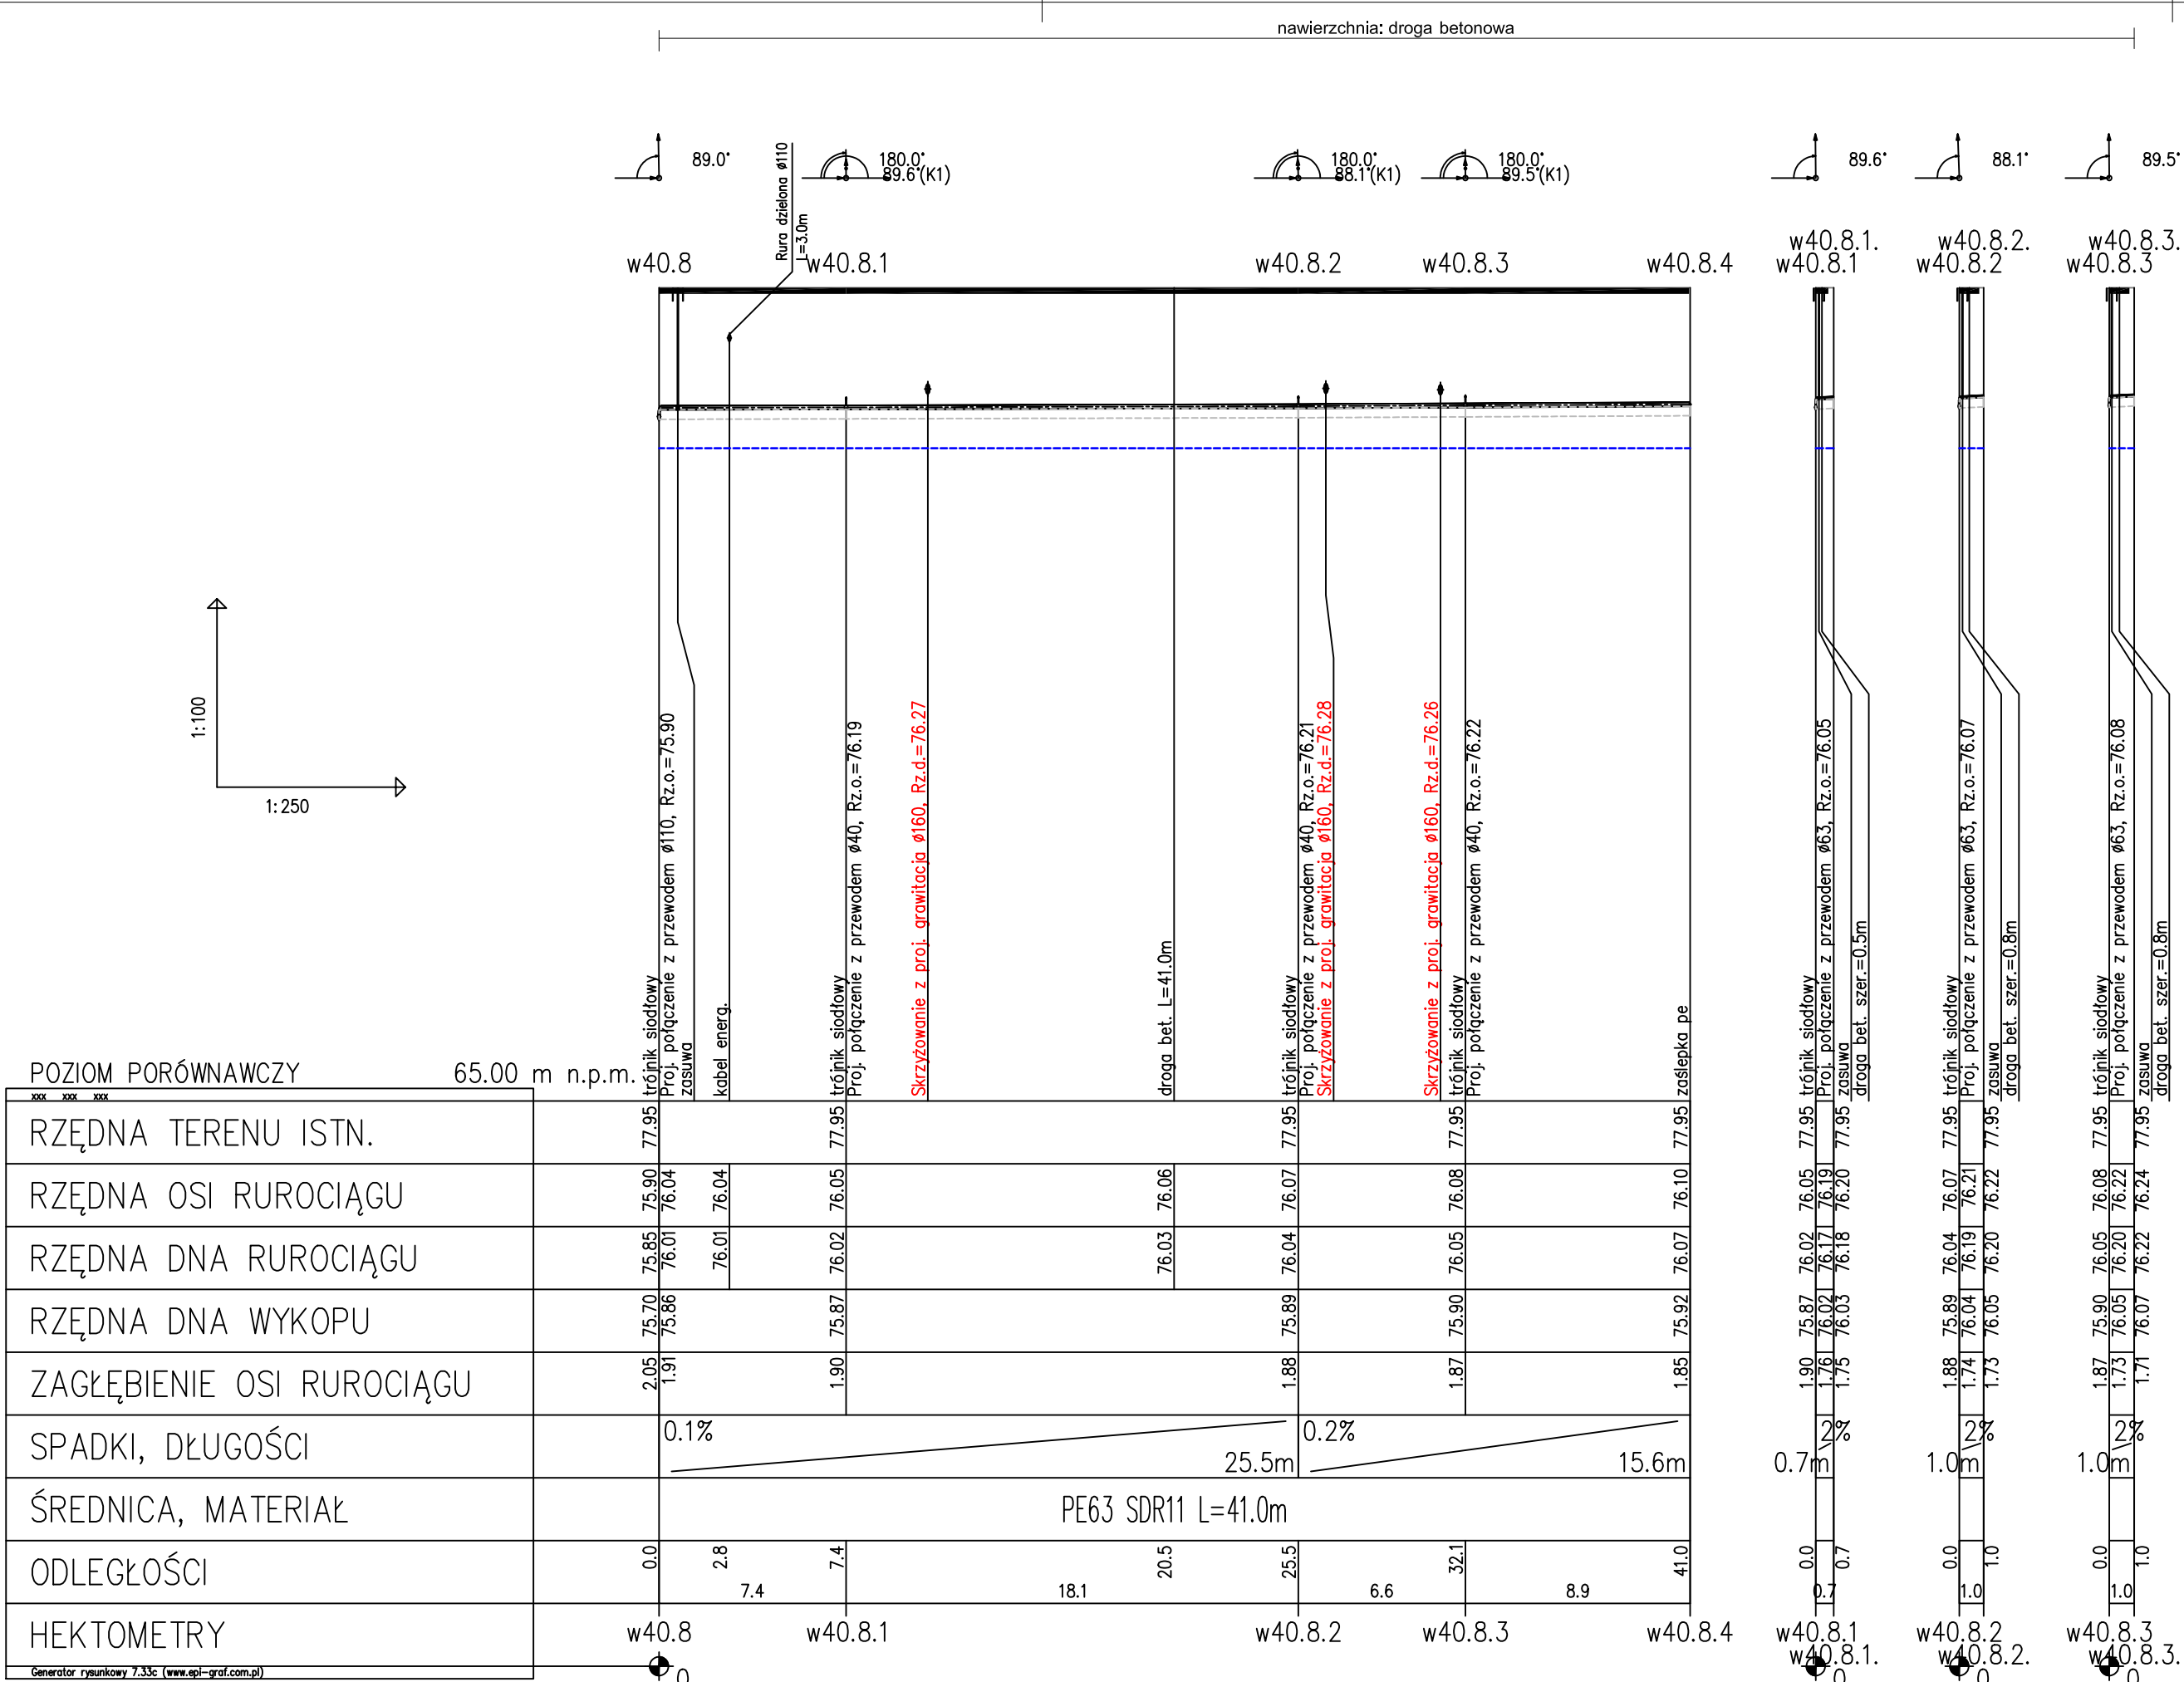 nawierzchnia: droga betonowa
89.0°
Rura dzielona ø110
L=3.0m
180.0°
89.6°(K1)
180.0°
88.1°(K1)
180.0°
89.5°(K1)
89.6°
88.1°
89.5°
w40.8
w40.8.1
w40.8.2
w40.8.3
w40.8.4
w40.8.1.
w40.8.1
w40.8.2.
w40.8.2
w40.8.3.
w40.8.3
1:100
1:250
trójnik siodłowy
Proj. połączenie z przewodem ø110, Rz.o.=75.90
zasuwa
kabel energ.
trójnik siodłowy
Proj. połączenie z przewodem ø40, Rz.o.=76.19
Skrzyżowanie z proj. grawitacja ø160, Rz.d.=76.27
droga bet. L=41.0m
trójnik siodłowy
Proj. połączenie z przewodem ø40, Rz.o.=76.21
Skrzyżowanie z proj. grawitacja ø160, Rz.d.=76.28
Skrzyżowanie z proj. grawitacja ø160, Rz.d.=76.26
trójnik siodłowy
Proj. połączenie z przewodem ø40, Rz.o.=76.22
zaślepka pe
trójnik siodłowy
Proj. połączenie z przewodem ø63, Rz.o.=76.05
zasuwa
droga bet. szer.=0.5m
trójnik siodłowy
Proj. połączenie z przewodem ø63, Rz.o.=76.07
zasuwa
droga bet. szer.=0.8m
trójnik siodłowy
Proj. połączenie z przewodem ø63, Rz.o.=76.08
zasuwa
droga bet. szer.=0.8m
POZIOM PORÓWNAWCZY 65.00 m n.p.m.
xxx xxx xxx
RZĘDNA TERENU ISTN. 77.95 77.95 77.95 77.95 77.95 77.95 77.95 77.95 77.95 77.95 77.95
RZĘDNA OSI RUROCIĄGU 75.90 76.04 76.04 76.05 76.06 76.07 76.08 76.10 76.05 76.19 76.20 76.07 76.21 76.22 76.08 76.22 76.24
RZĘDNA DNA RUROCIĄGU 75.85 76.01 76.01 76.02 76.03 76.04 76.05 76.07 76.02 76.17 76.18 76.04 76.19 76.20 76.05 76.20 76.22
RZĘDNA DNA WYKOPU 75.70 75.86 75.87 75.89 75.90 75.92 75.87 76.02 76.03 75.89 76.04 76.05 75.90 76.05 76.07
ZAGŁĘBIENIE OSI RUROCIĄGU 2.05 1.91 1.90 1.88 1.87 1.85 1.90 1.76 1.75 1.88 1.74 1.73 1.87 1.73 1.71
SPADKI, DŁUGOŚCI 0.1% 25.5m 0.2% 15.6m 2% 0.7m 2% 1.0m 2% 1.0m
ŚREDNICA, MATERIAŁ PE63 SDR11 L=41.0m
ODLEGŁOŚCI 0.0 2.8 7.4 20.5 25.5 32.1 41.0 0.0 0.7 0.0 1.0 0.0 1.0
7.4 18.1 6.6 8.9 0.7 1.0 1.0
HEKTOMETRY w40.8 w40.8.1 w40.8.2 w40.8.3 w40.8.4 w40.8.1 w40.8.2 w40.8.3
w40.8.1. w40.8.2. w40.8.3.
Generator rysunkowy 7.33c (www.epi-graf.com.pl)
0 0 0 0